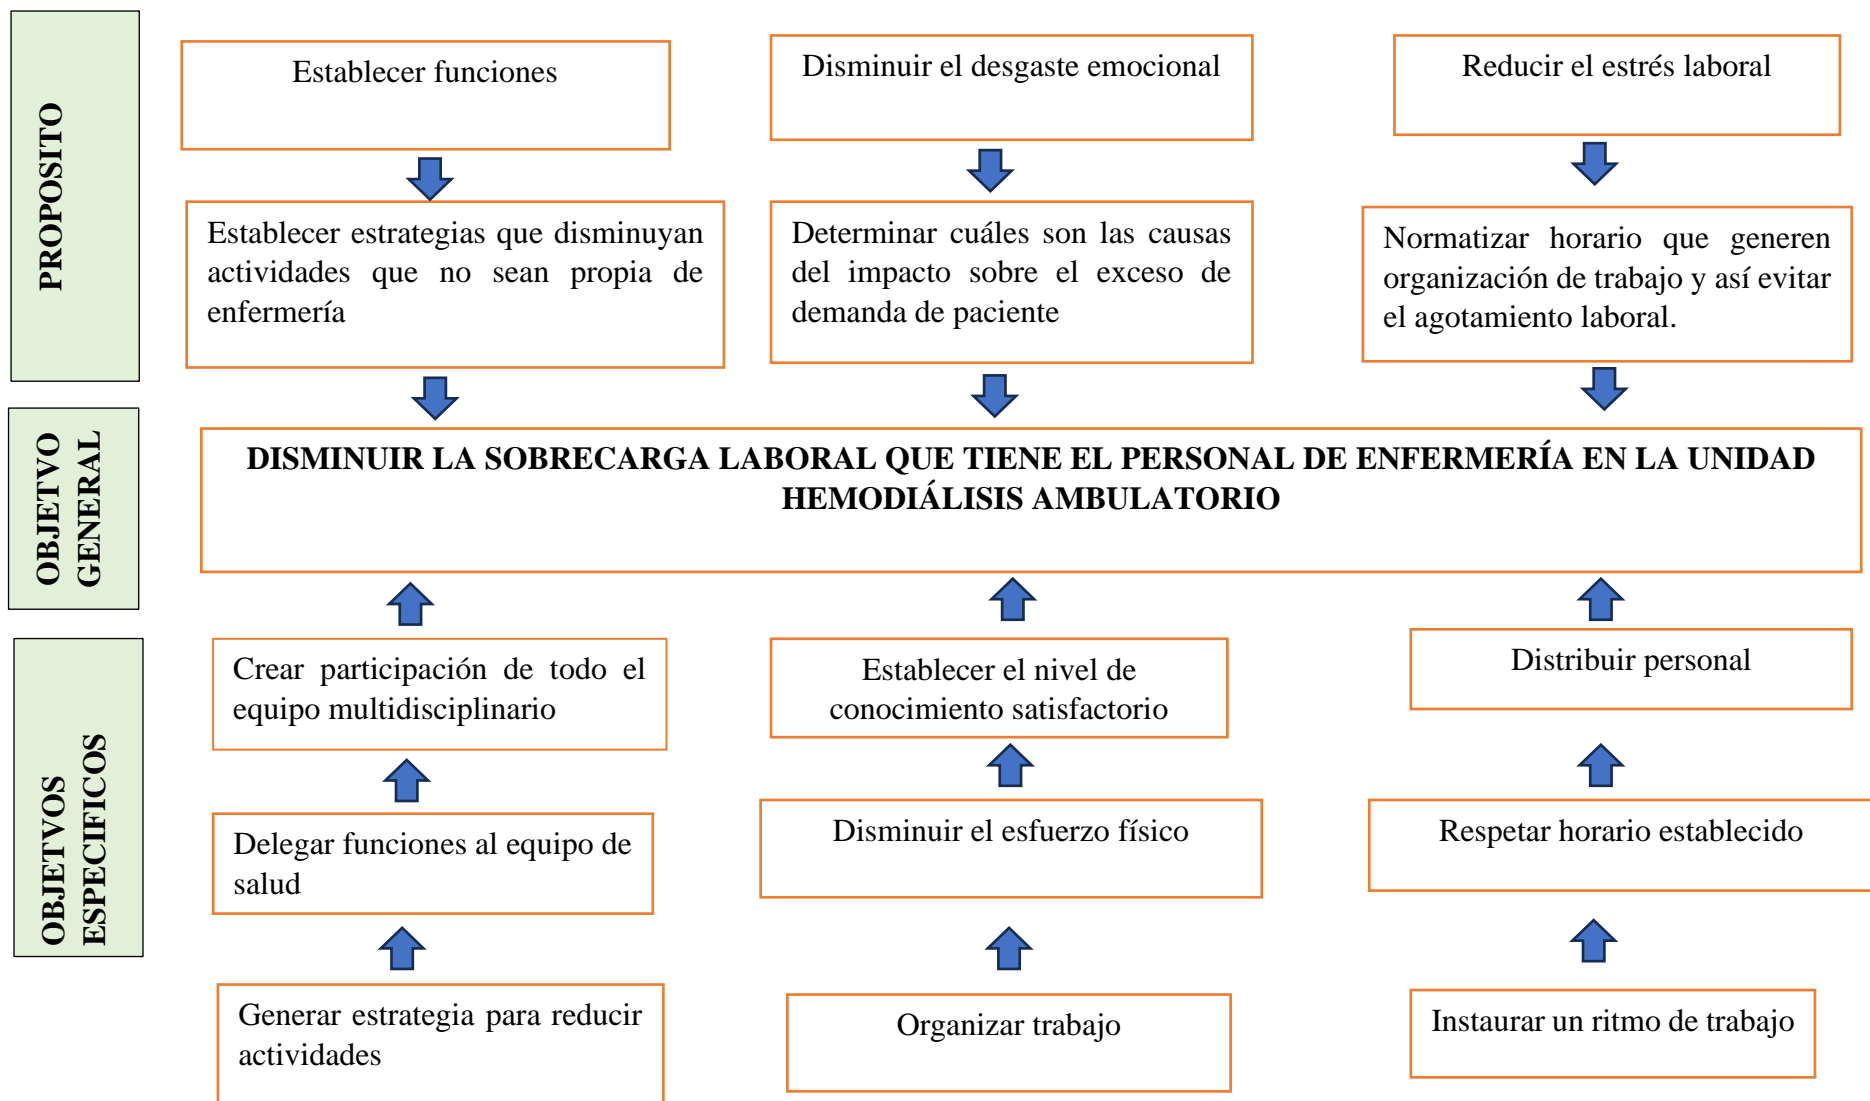 PROPOSITO
Establecer funciones
Disminuir el desgaste emocional
Reducir el estrés laboral
Establecer estrategias que disminuyan
actividades que no sean propia de
enfermería
Determinar cuáles son las causas
del impacto sobre el exceso de
demanda de paciente
Normatizar horario que generen
organización de trabajo y así evitar
el agotamiento laboral.
OBJETVO
GENERAL
DISMINUIR LA SOBRECARGA LABORAL QUE TIENE EL PERSONAL DE ENFERMERÍA EN LA UNIDAD
HEMODIÁLISIS AMBULATORIO
OBJETVOS
ESPECIFICOS
Crear participación de todo el
equipo multidisciplinario
Establecer el nivel de
conocimiento satisfactorio
Distribuir personal
Delegar funciones al equipo de
salud
Disminuir el esfuerzo físico
Respetar horario establecido
Generar estrategia para reducir
actividades
Organizar trabajo
Instaurar un ritmo de trabajo